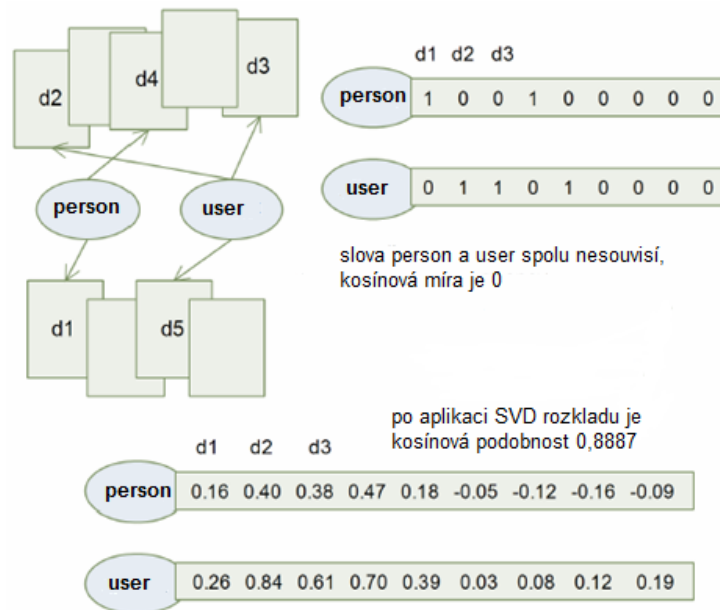 d1 d2 d3
d2 d4 d3
person 1 0 0 1 0 0 0 0 0
person user
user 0 1 1 0 1 0 0 0 0
slova person a user spolu nesouvisí,
kosínová míra je 0
d1 d5
po aplikaci SVD rozkladu je
kosínová podobnost 0,8887
d1 d2 d3
person 0.16 0.40 0.38 0.47 0.18 -0.05 -0.12 -0.16 -0.09
user 0.26 0.84 0.61 0.70 0.39 0.03 0.08 0.12 0.19